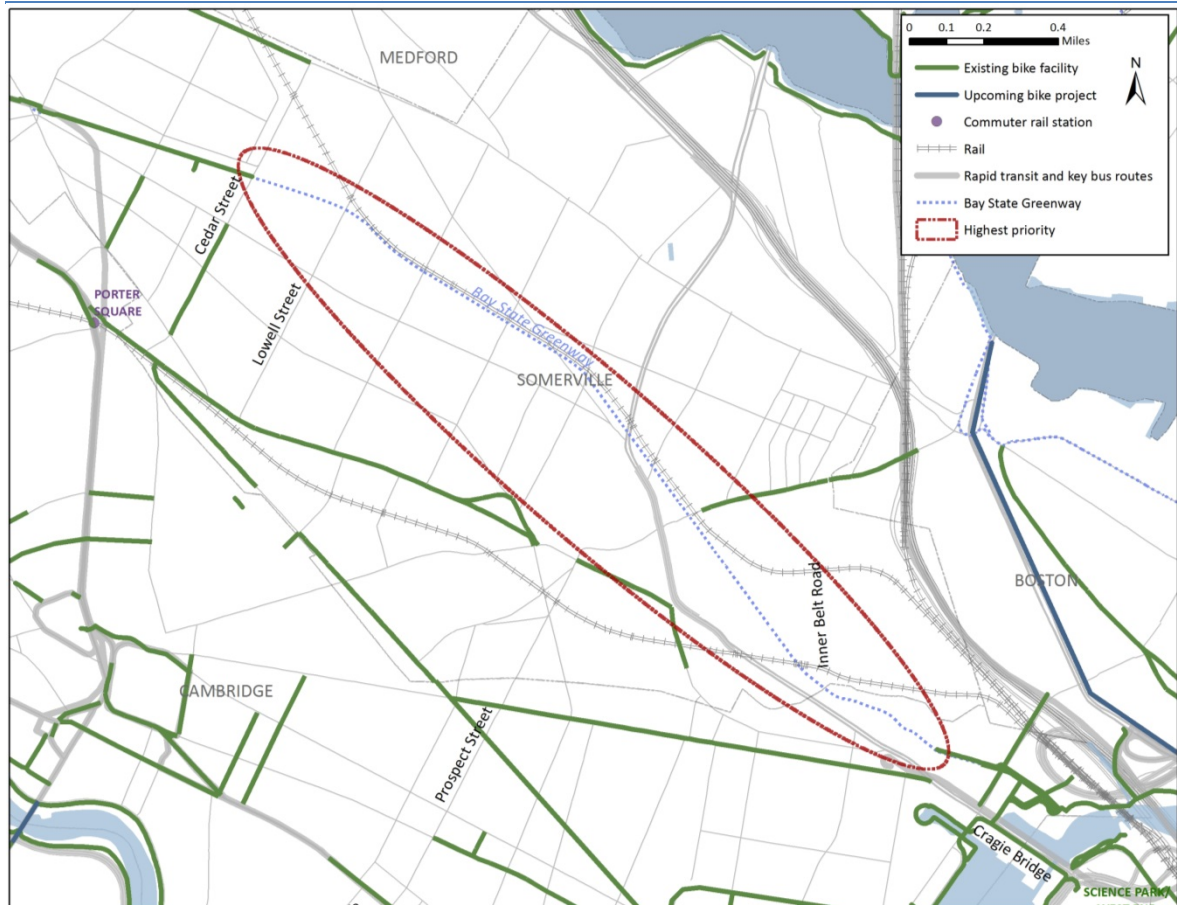 MEDFORD
0 0.1 0.2 0.4
Miles
N
Existing bike facility
Upcoming bike project
Commuter rail station
Rail
Rapid transit and key bus routes
Bay State Greenway
Highest priority
Cedar Street
PORTER
SQUARE
Lowell Street
Bay State Greenway
SOMERVILLE
BOSTON
Inner Belt Road
CAMBRIDGE
Prospect Street
Cragie Bridge
SCIENCE PARK/